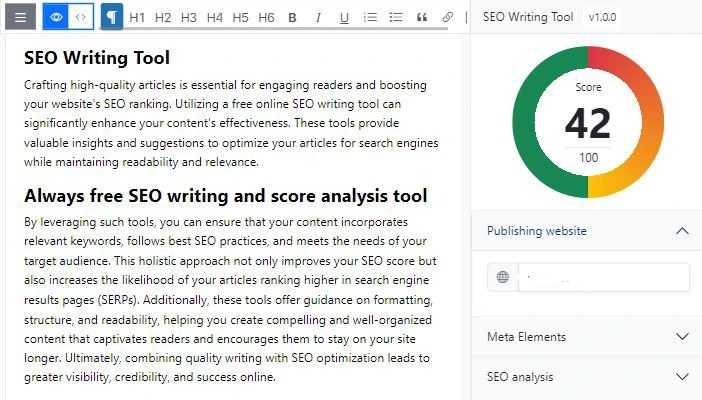 H1 H2 H3 H4 H5 H6 B I U
SEO Writing Tool v1.0.0
SEO Writing Tool
Crafting high-quality articles is essential for engaging readers and boosting
your website's SEO ranking. Utilizing a free online SEO writing tool can
significantly enhance your content's effectiveness. These tools provide
valuable insights and suggestions to optimize your articles for search engines
while maintaining readability and relevance.
Always free SEO writing and score analysis tool
By leveraging such tools, you can ensure that your content incorporates
relevant keywords, follows best SEO practices, and meets the needs of your
target audience. This holistic approach not only improves your SEO score but
also increases the likelihood of your articles ranking higher in search engine
results pages (SERPs). Additionally, these tools offer guidance on formatting,
structure, and readability, helping you create compelling and well-organized
content that captivates readers and encourages them to stay on your site
longer. Ultimately, combining quality writing with SEO optimization leads to
greater visibility, credibility, and success online.
Score
42
100
Publishing website
Meta Elements
SEO analysis